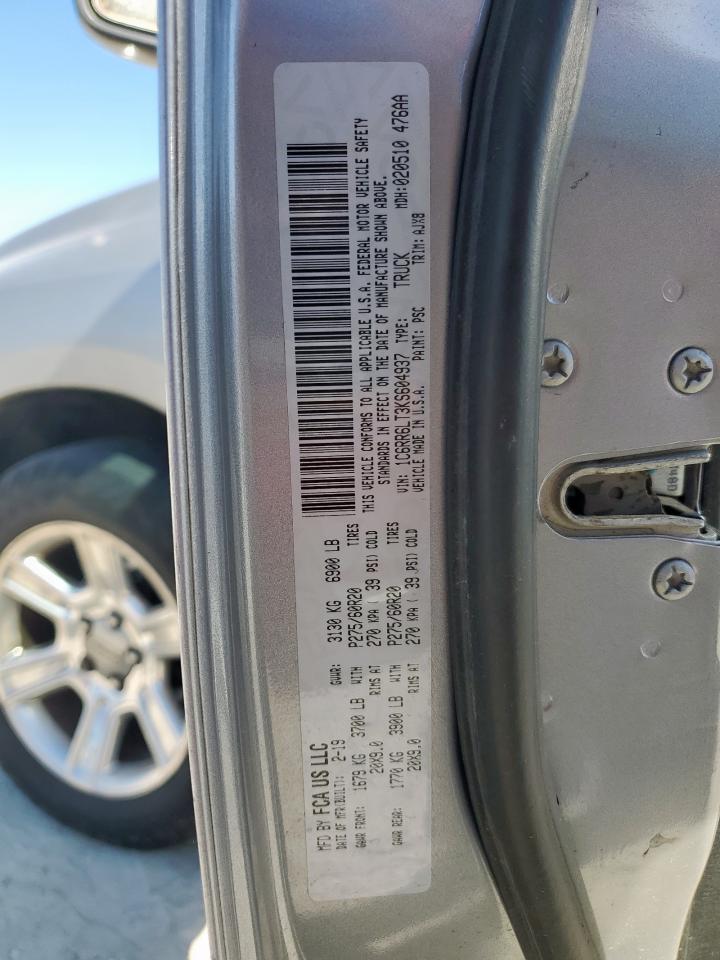 MFD BY FCA US LLC
DATE OF MFR(BUILT): 2-19 GVWR: 3130 KG 6900 LB
GAWR FRONT: 1679 KG 3700 LB WITH P275/60R20 TIRES
20X9.0 RIMS AT 270 KPA ( 39 PSI) COLD
GAWR REAR: 1770 KG 3900 LB WITH P275/60R20 TIRES
20X9.0 RIMS AT 270 KPA ( 39 PSI) COLD
THIS VEHICLE CONFORMS TO ALL APPLICABLE U.S.A. FEDERAL MOTOR VEHICLE SAFETY
STANDARDS IN EFFECT ON THE DATE OF MANUFACTURE SHOWN ABOVE.
VIN: 1C6RR6LT3KS604937 TYPE: TRUCK MDH:020510 476AA
VEHICLE MADE IN U.S.A. PAINT: PSC TRIM: AJX8